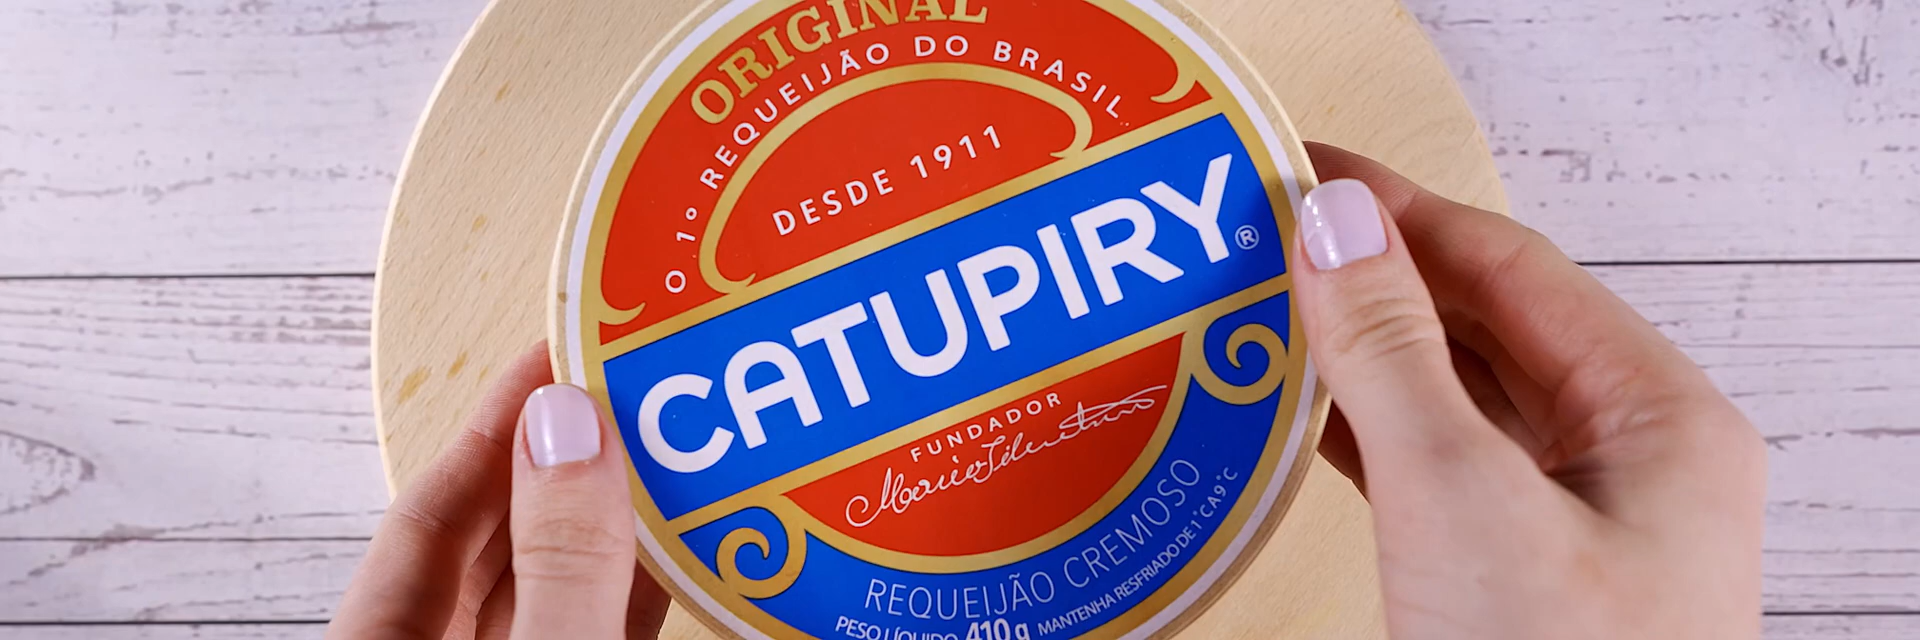 ORIGINAL
O 1º REQUEIJÃO DO BRASIL
DESDE 1911
CATUPIRY®
FUNDADOR
REQUEIJÃO CREMOSO
PESO LÍQUIDO 410g MANTENHA RESFRIADO DE 1°C A 9°C